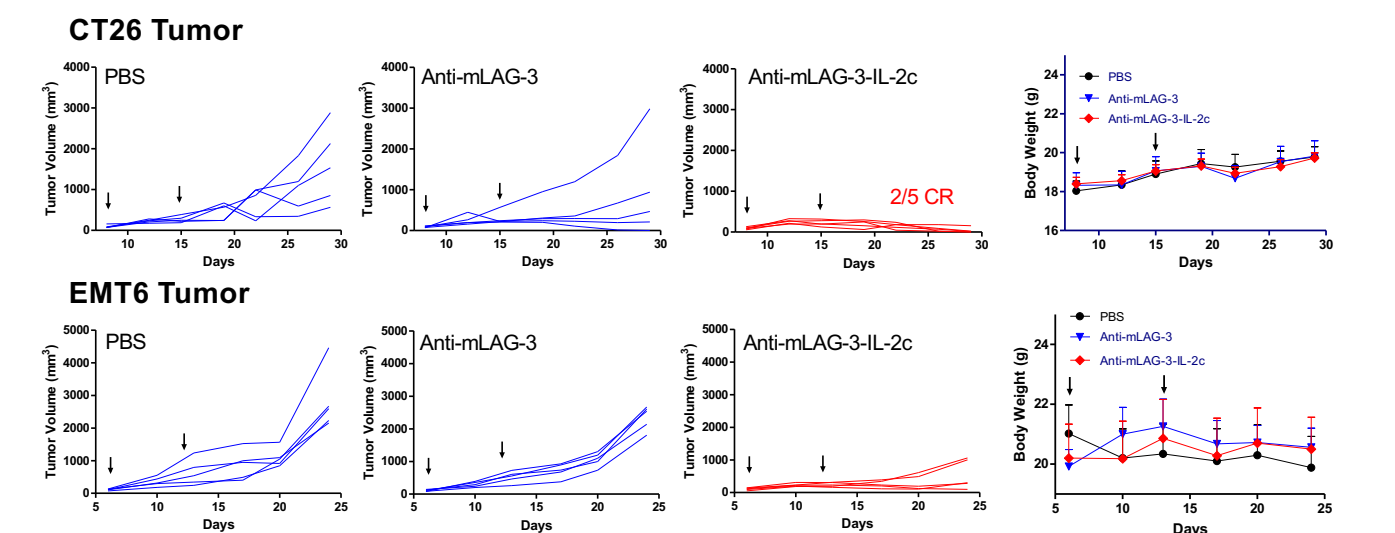 CT26 Tumor
PBS
Tumor Volume (mm³)
4000
3000
2000
1000
0
10
15
20
25
30
Days
Anti-mLAG-3
Tumor Volume (mm³)
4000
3000
2000
1000
0
10
15
20
25
30
Days
Anti-mLAG-3-IL-2c
2/5 CR
Tumor Volume (mm³)
4000
3000
2000
1000
0
10
15
20
25
30
Days
PBS
Anti-mLAG-3
Anti-mLAG-3-IL-2c
Body Weight (g)
24
22
20
18
16
10
15
20
25
30
Days
EMT6 Tumor
PBS
Tumor Volume (mm³)
5000
4000
3000
2000
1000
0
5
10
15
20
25
Days
Anti-mLAG-3
Tumor Volume (mm³)
5000
4000
3000
2000
1000
0
5
10
15
20
25
Days
Anti-mLAG-3-IL-2c
Tumor Volume (mm³)
5000
4000
3000
2000
1000
0
5
10
15
20
25
Days
PBS
Anti-mLAG-3
Anti-mLAG-3-IL-2c
Body Weight (g)
24
22
20
5
10
15
20
25
Days